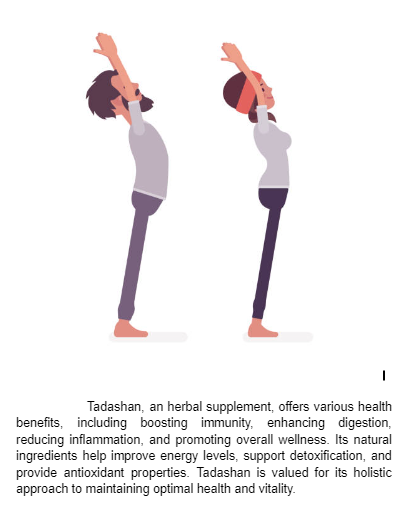 Tadashan, an herbal supplement, offers various health
benefits, including boosting immunity, enhancing digestion,
reducing inflammation, and promoting overall wellness. Its natural
ingredients help improve energy levels, support detoxification, and
provide antioxidant properties. Tadashan is valued for its holistic
approach to maintaining optimal health and vitality.